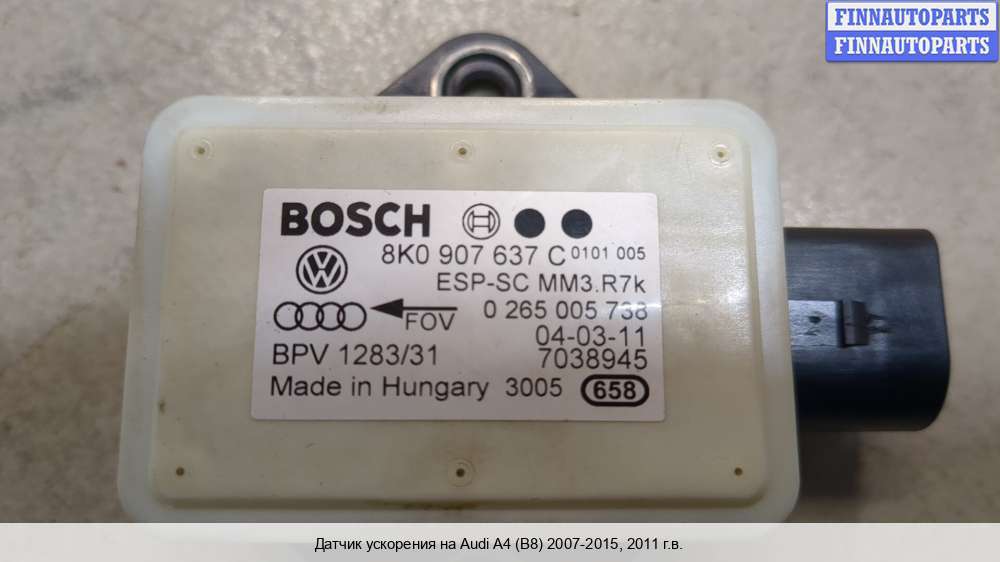 FINNAUTOPARTS
FINNAUTOPARTS
BOSCH
8K0 907 637 C 0101 005
ESP-SC MM3.R7k
FOV 0 265 005 738
04-03-11
BPV 1283/31 7038945
Made in Hungary 3005 658
Датчик ускорения на Audi A4 (B8) 2007-2015, 2011 г.в.